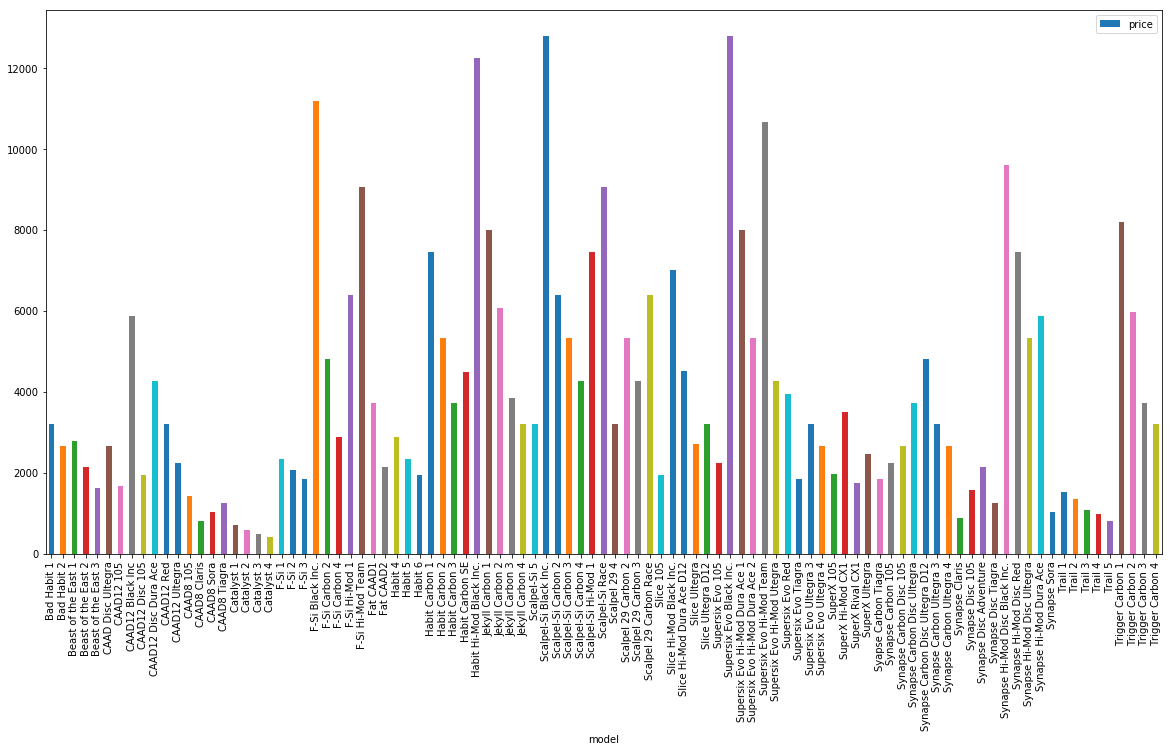 price
12000
10000
8000
6000
4000
2000
0
Bad Habit 1
Bad Habit 2
Beast of the East 1
Beast of the East 2
Beast of the East 3
CAAD Disc Ultegra
CAAD12 105
CAAD12 Black Inc
CAAD12 Disc 105
CAAD12 Disc Dura Ace
CAAD12 Red
CAAD12 Ultegra
CAAD8 105
CAAD8 Claris
CAAD8 Sora
CAAD8 Tiagra
Catalyst 1
Catalyst 2
Catalyst 3
Catalyst 4
F-Si 1
F-Si 2
F-Si 3
F-Si Black Inc.
F-Si Carbon 2
F-Si Carbon 4
F-Si Hi-Mod 1
F-Si Hi-Mod Team
Fat CAAD1
Fat CAAD2
Habit 4
Habit 5
Habit 6
Habit Carbon 1
Habit Carbon 2
Habit Carbon 3
Habit Carbon SE
Habit Hi-Mod Black Inc.
Jekyll Carbon 1
Jekyll Carbon 2
Jekyll Carbon 3
Jekyll Carbon 4
Scalpel-Si 5
Scalpel-Si Black Inc.
Scalpel-Si Carbon 2
Scalpel-Si Carbon 3
Scalpel-Si Carbon 4
Scalpel-Si Hi-Mod 1
Scalpel-Si Race
Scalpel 29 4
Scalpel 29 Carbon 2
Scalpel 29 Carbon 3
Scalpel 29 Carbon Race
Slice 105
Slice Hi-Mod Black Inc.
Slice Hi-Mod Dura Ace D12
Slice Ultegra
Slice Ultegra D12
Supersix Evo 105
Supersix Evo Black Inc.
Supersix Evo Hi-Mod Dura Ace 1
Supersix Evo Hi-Mod Dura Ace 2
Supersix Evo Hi-Mod Team
Supersix Evo Hi-Mod Utegra
Supersix Evo Red
Supersix Evo Tiagra
Supersix Evo Ultegra 3
Supersix Evo Ultegra 4
SuperX 105
SuperX Hi-Mod CX1
SuperX Rival CX1
SuperX Ultegra
Syapse Carbon Tiagra
Synapse Carbon 105
Synapse Carbon Disc 105
Synapse Carbon Disc Ultegra
Synapse Carbon Disc Ultegra D12
Synapse Carbon Ultegra 3
Synapse Carbon Ultegra 4
Synapse Claris
Synapse Disc 105
Synapse Disc Adventure
Synapse Disc Tiagra
Synapse Hi-Mod Disc Black Inc.
Synapse Hi-Mod Disc Red
Synapse Hi-Mod Disc Ultegra
Synapse Hi-Mod Dura Ace
Synapse Sora
Trail 1
Trail 2
Trail 3
Trail 4
Trail 5
Trigger Carbon 1
Trigger Carbon 2
Trigger Carbon 3
Trigger Carbon 4
model